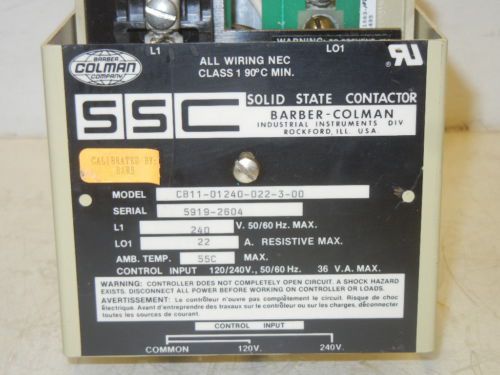 L1
LO1
BARBER
COLMAN
COMPANY
ALL WIRING NEC
CLASS 1 90°C MIN.
SSC
SOLID STATE CONTACTOR
BARBER-COLMAN
INDUSTRIAL INSTRUMENTS DIV
ROCKFORD, ILL. USA
CALIBRATED BY:
MODEL CB11-01240-022-3-00
SERIAL 5919-2604
L1 240 V. 50/60 Hz. MAX.
LO1 22 A. RESISTIVE MAX.
AMB. TEMP. 55C MAX.
CONTROL INPUT 120/240V., 50/60 Hz. 36 V.A. MAX.
WARNING: CONTROLLER DOES NOT COMPLETELY OPEN CIRCUIT. A SHOCK HAZARD
EXISTS. DISCONNECT ALL POWER BEFORE WORKING ON CONTROLLER OR LOADS.
AVERTISSEMENT: Le contrôleur n'ouvre pas complètement le circuit. Risque de choc
électrique. Avant d'entreprendre des travaux sur le contrôleur ou sur les charges, déconnecter
toutes les sources de courant.
CONTROL INPUT
COMMON 120V. 240V.